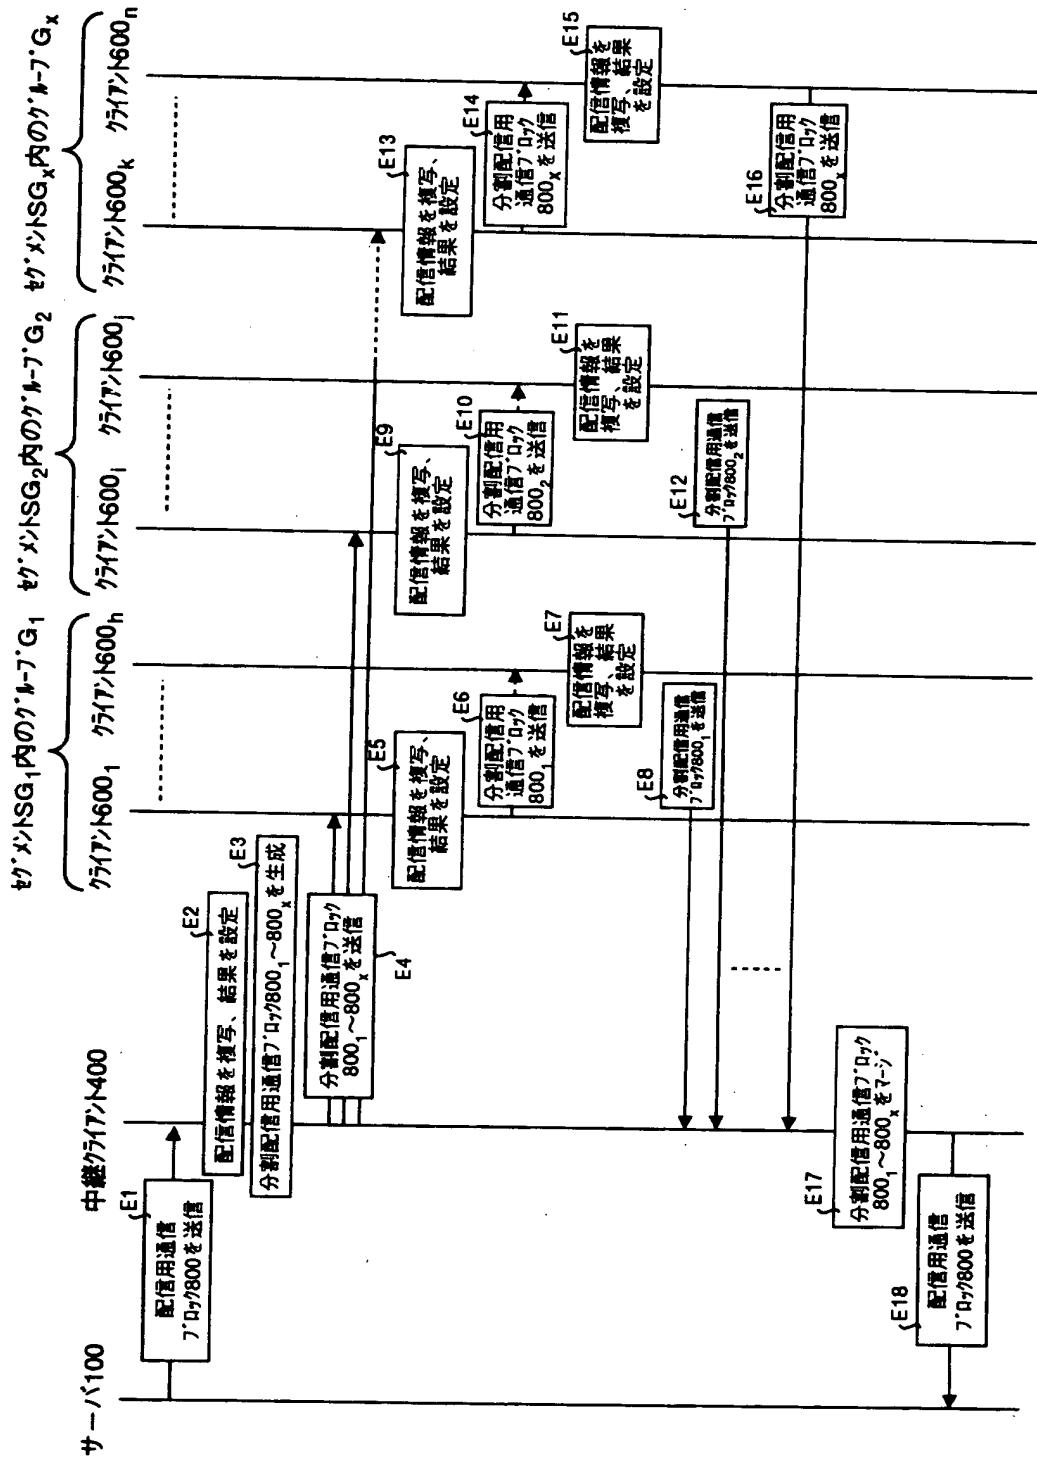 サーバ100
中継クライアント400
セグメントSG1内のグループG1
クライアント6001
クライアント600h
セグメントSG2内のグループG2
クライアント600i
クライアント600j
セグメントSGx内のグループGx
クライアント600k
クライアント600n
E1
配信用通信
ブロック800を送信
E2
配信情報を複写、結果を設定
E3
分割配信用通信ブロック8001～800xを生成
E4
分割配信用通信ブロック
8001～800xを送信
E5
配信情報を複写、
結果を設定
E6
分割配信用
通信ブロック
8001を送信
E7
配信情報を
複写、結果
を設定
E8
分割配信用通信
ブロック8001を送信
E9
配信情報を複写、
結果を設定
E10
分割配信用
通信ブロック
8002を送信
E11
配信情報を
複写、結果
を設定
E12
分割配信用通信
ブロック8002を送信
E13
配信情報を複写、
結果を設定
E14
分割配信用
通信ブロック
800xを送信
E15
配信情報を
複写、結果
を設定
E16
分割配信用
通信ブロック
800xを送信
E17
分割配信用通信ブロック
8001～800xをマージ
E18
配信用通信
ブロック800を送信